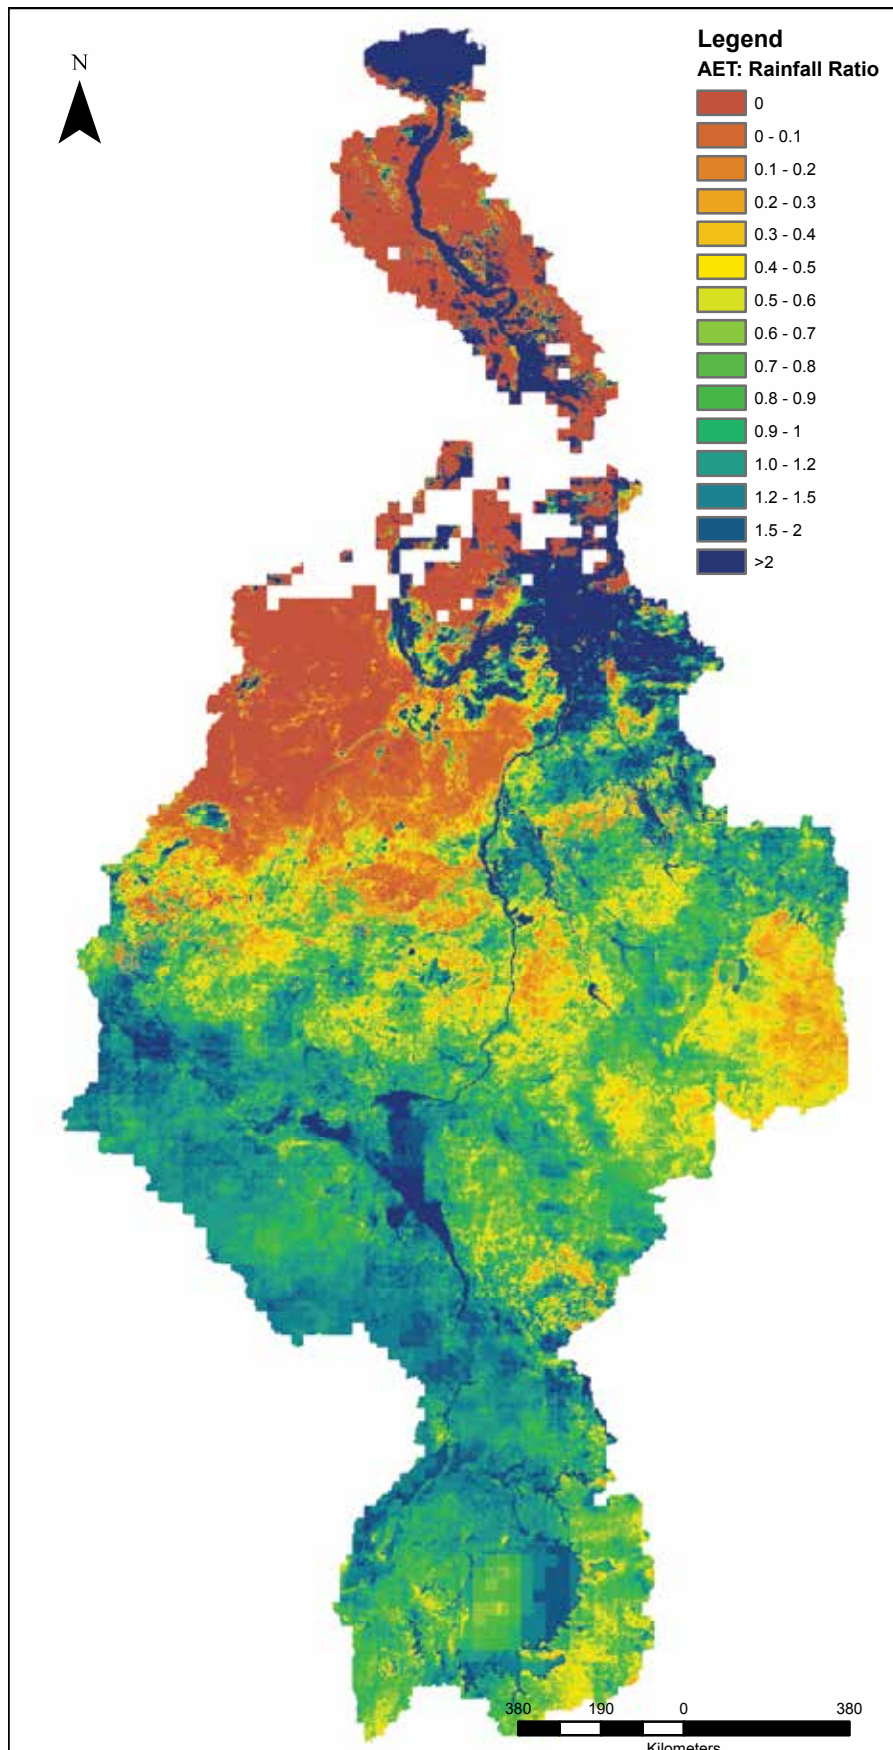 N
Legend
AET: Rainfall Ratio
0
0 - 0.1
0.1 - 0.2
0.2 - 0.3
0.3 - 0.4
0.4 - 0.5
0.5 - 0.6
0.6 - 0.7
0.7 - 0.8
0.8 - 0.9
0.9 - 1
1.0 - 1.2
1.2 - 1.5
1.5 - 2
>2
380 190 0 380
Kilometers